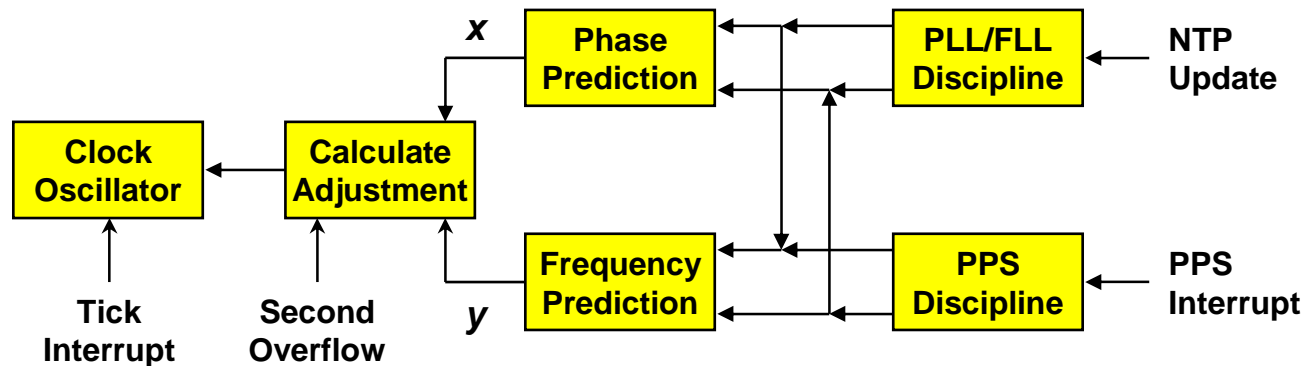 x
Phase
Prediction
PLL/FLL
Discipline
NTP
Update
Clock
Oscillator
Calculate
Adjustment
Frequency
Prediction
PPS
Discipline
PPS
Interrupt
y
Tick
Interrupt
Second
Overflow